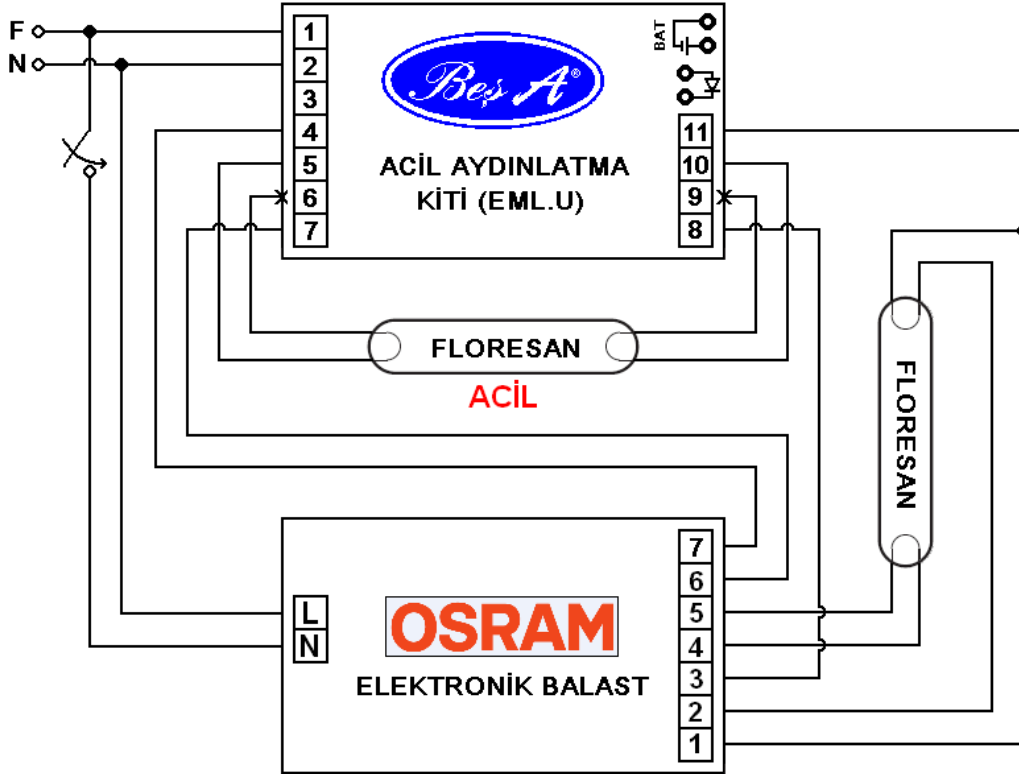 F
N
1
2
3
4
5
6
7
Beş A®
BAT
ACİL AYDINLATMA
KİTİ (EML.U)
11
10
9
8
FLORESAN
ACİL
FLORESAN
L
N
OSRAM
ELEKTRONİK BALAST
7
6
5
4
3
2
1